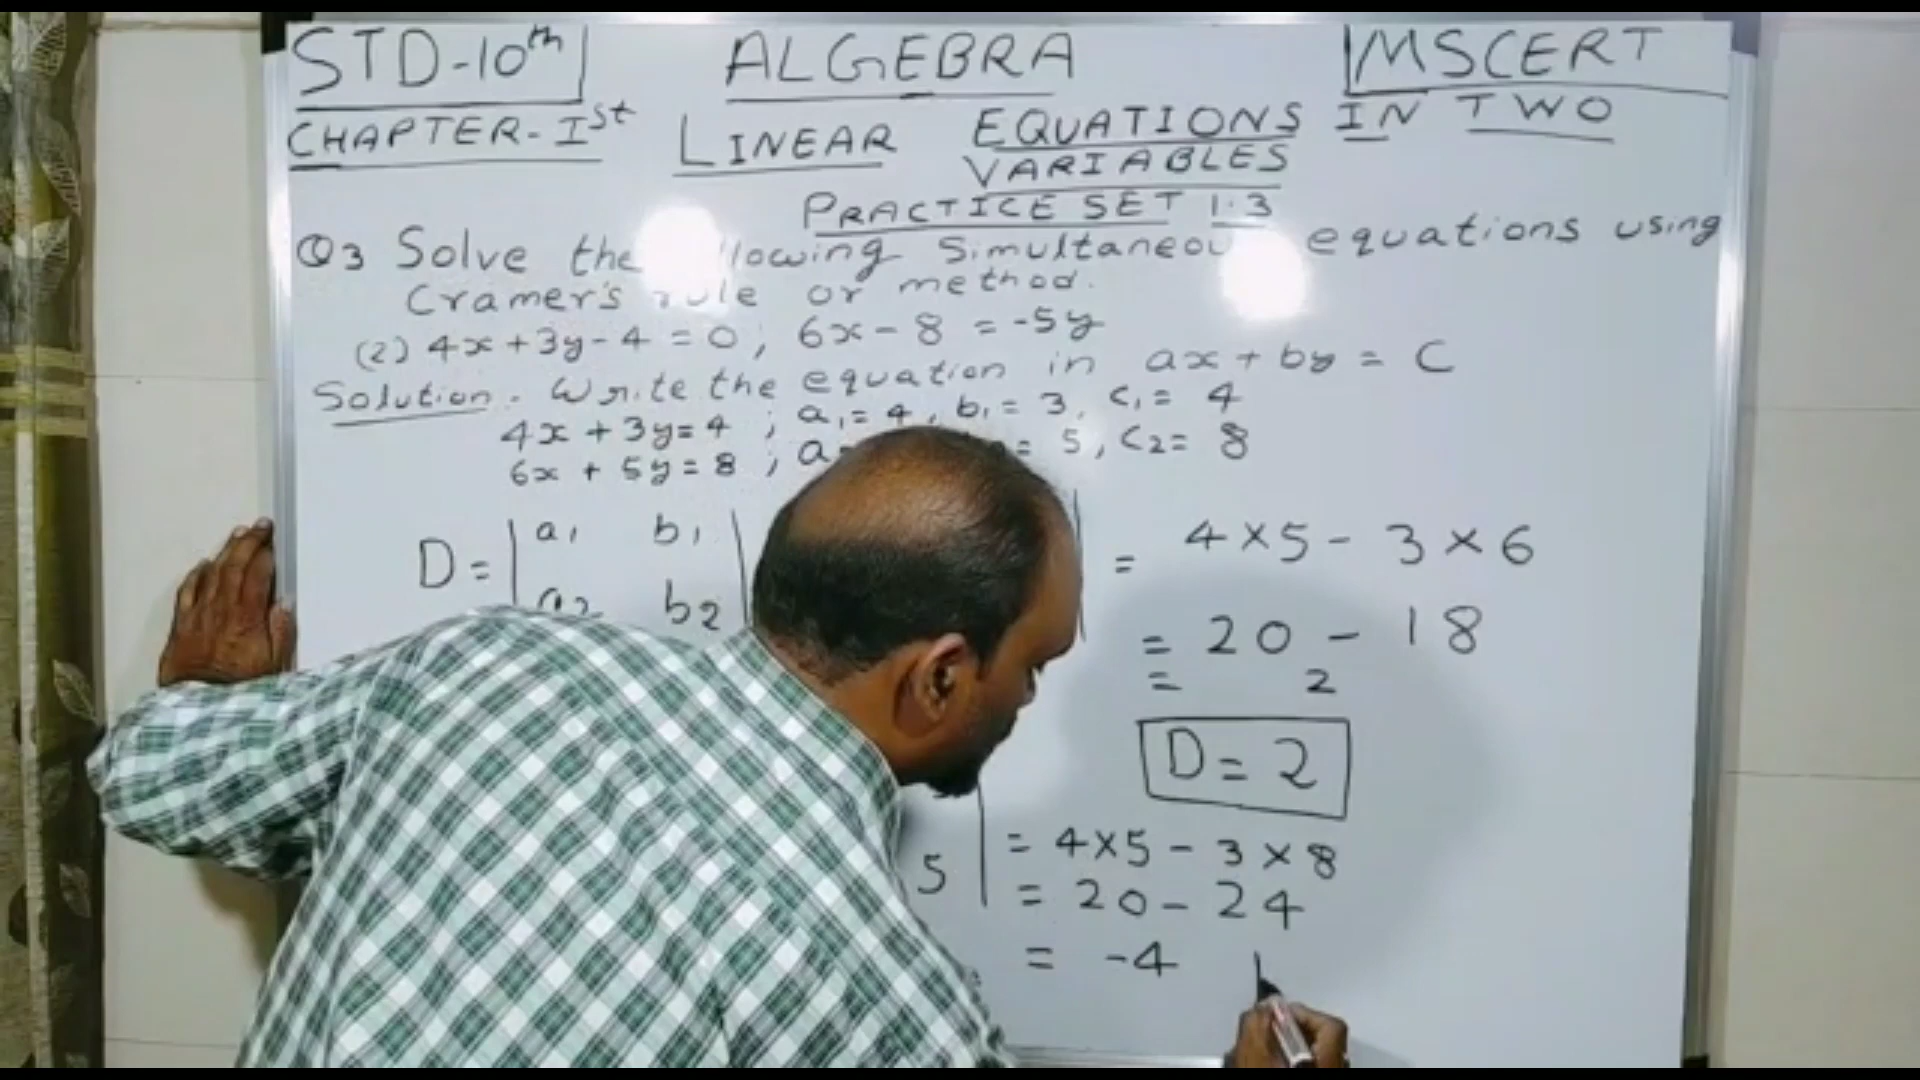 STD-10th ALGEBRA MSCERT
CHAPTER-Ist LINEAR EQUATIONS IN TWO
VARIABLES
PRACTICE SET 1.3
Q3 Solve the Simultaneou equations using
Cramer's rule or method.
(2) 4x+3y-4=0; 6x-8=-5y
Solution. Write the equation in ax+by=C
4x+3y=4; a1=4, b1=3, C1=4
6x+5y=8; a = 5, C2=8
D=| a1 b1 | = 4×5-3×6
a2 b2
= 20-18
= 2
D=2
| = 4×5-3×8
5 | = 20-24
= -4